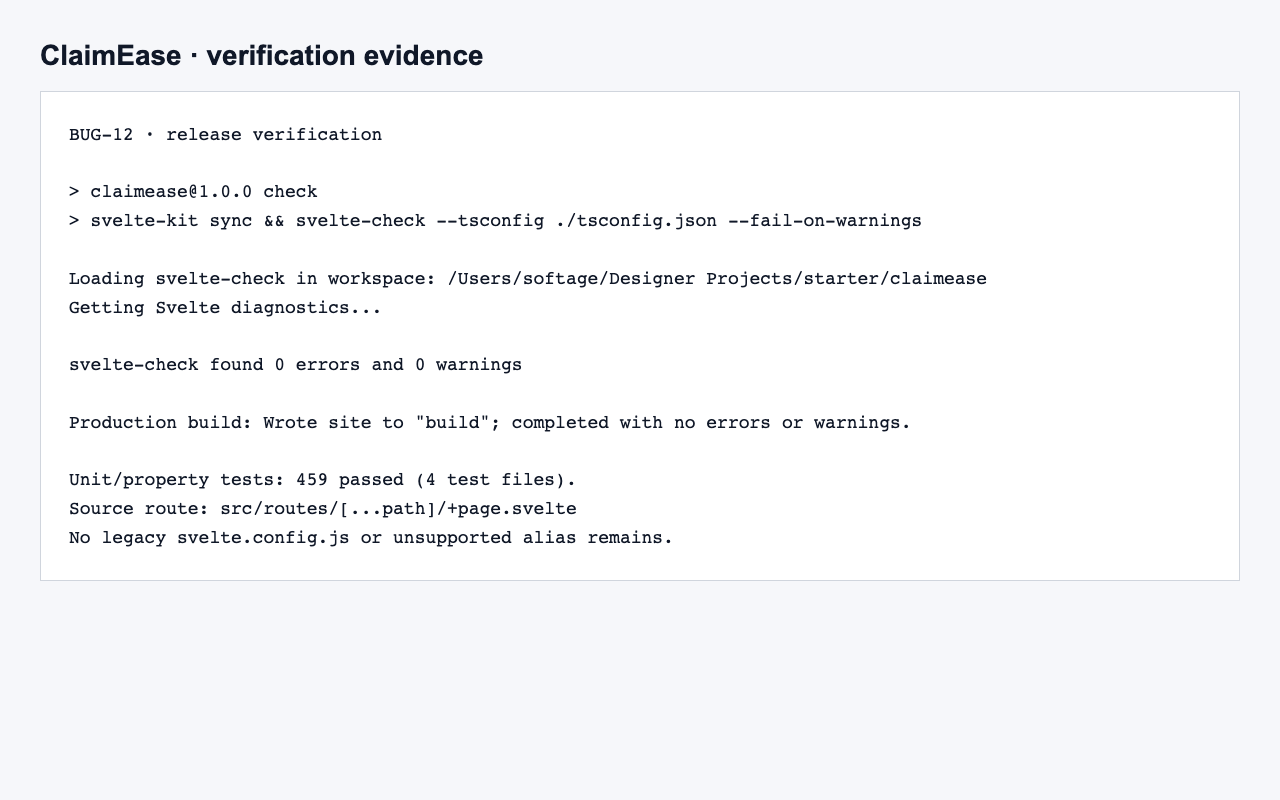 ClaimEase · verification evidence
BUG-12 · release verification
> claimease@1.0.0 check
> svelte-kit sync && svelte-check --tsconfig ./tsconfig.json --fail-on-warnings
Loading svelte-check in workspace: /Users/softage/Designer Projects/starter/claimease
Getting Svelte diagnostics...
svelte-check found 0 errors and 0 warnings
Production build: Wrote site to "build"; completed with no errors or warnings.
Unit/property tests: 459 passed (4 test files).
Source route: src/routes/[...path]/+page.svelte
No legacy svelte.config.js or unsupported alias remains.